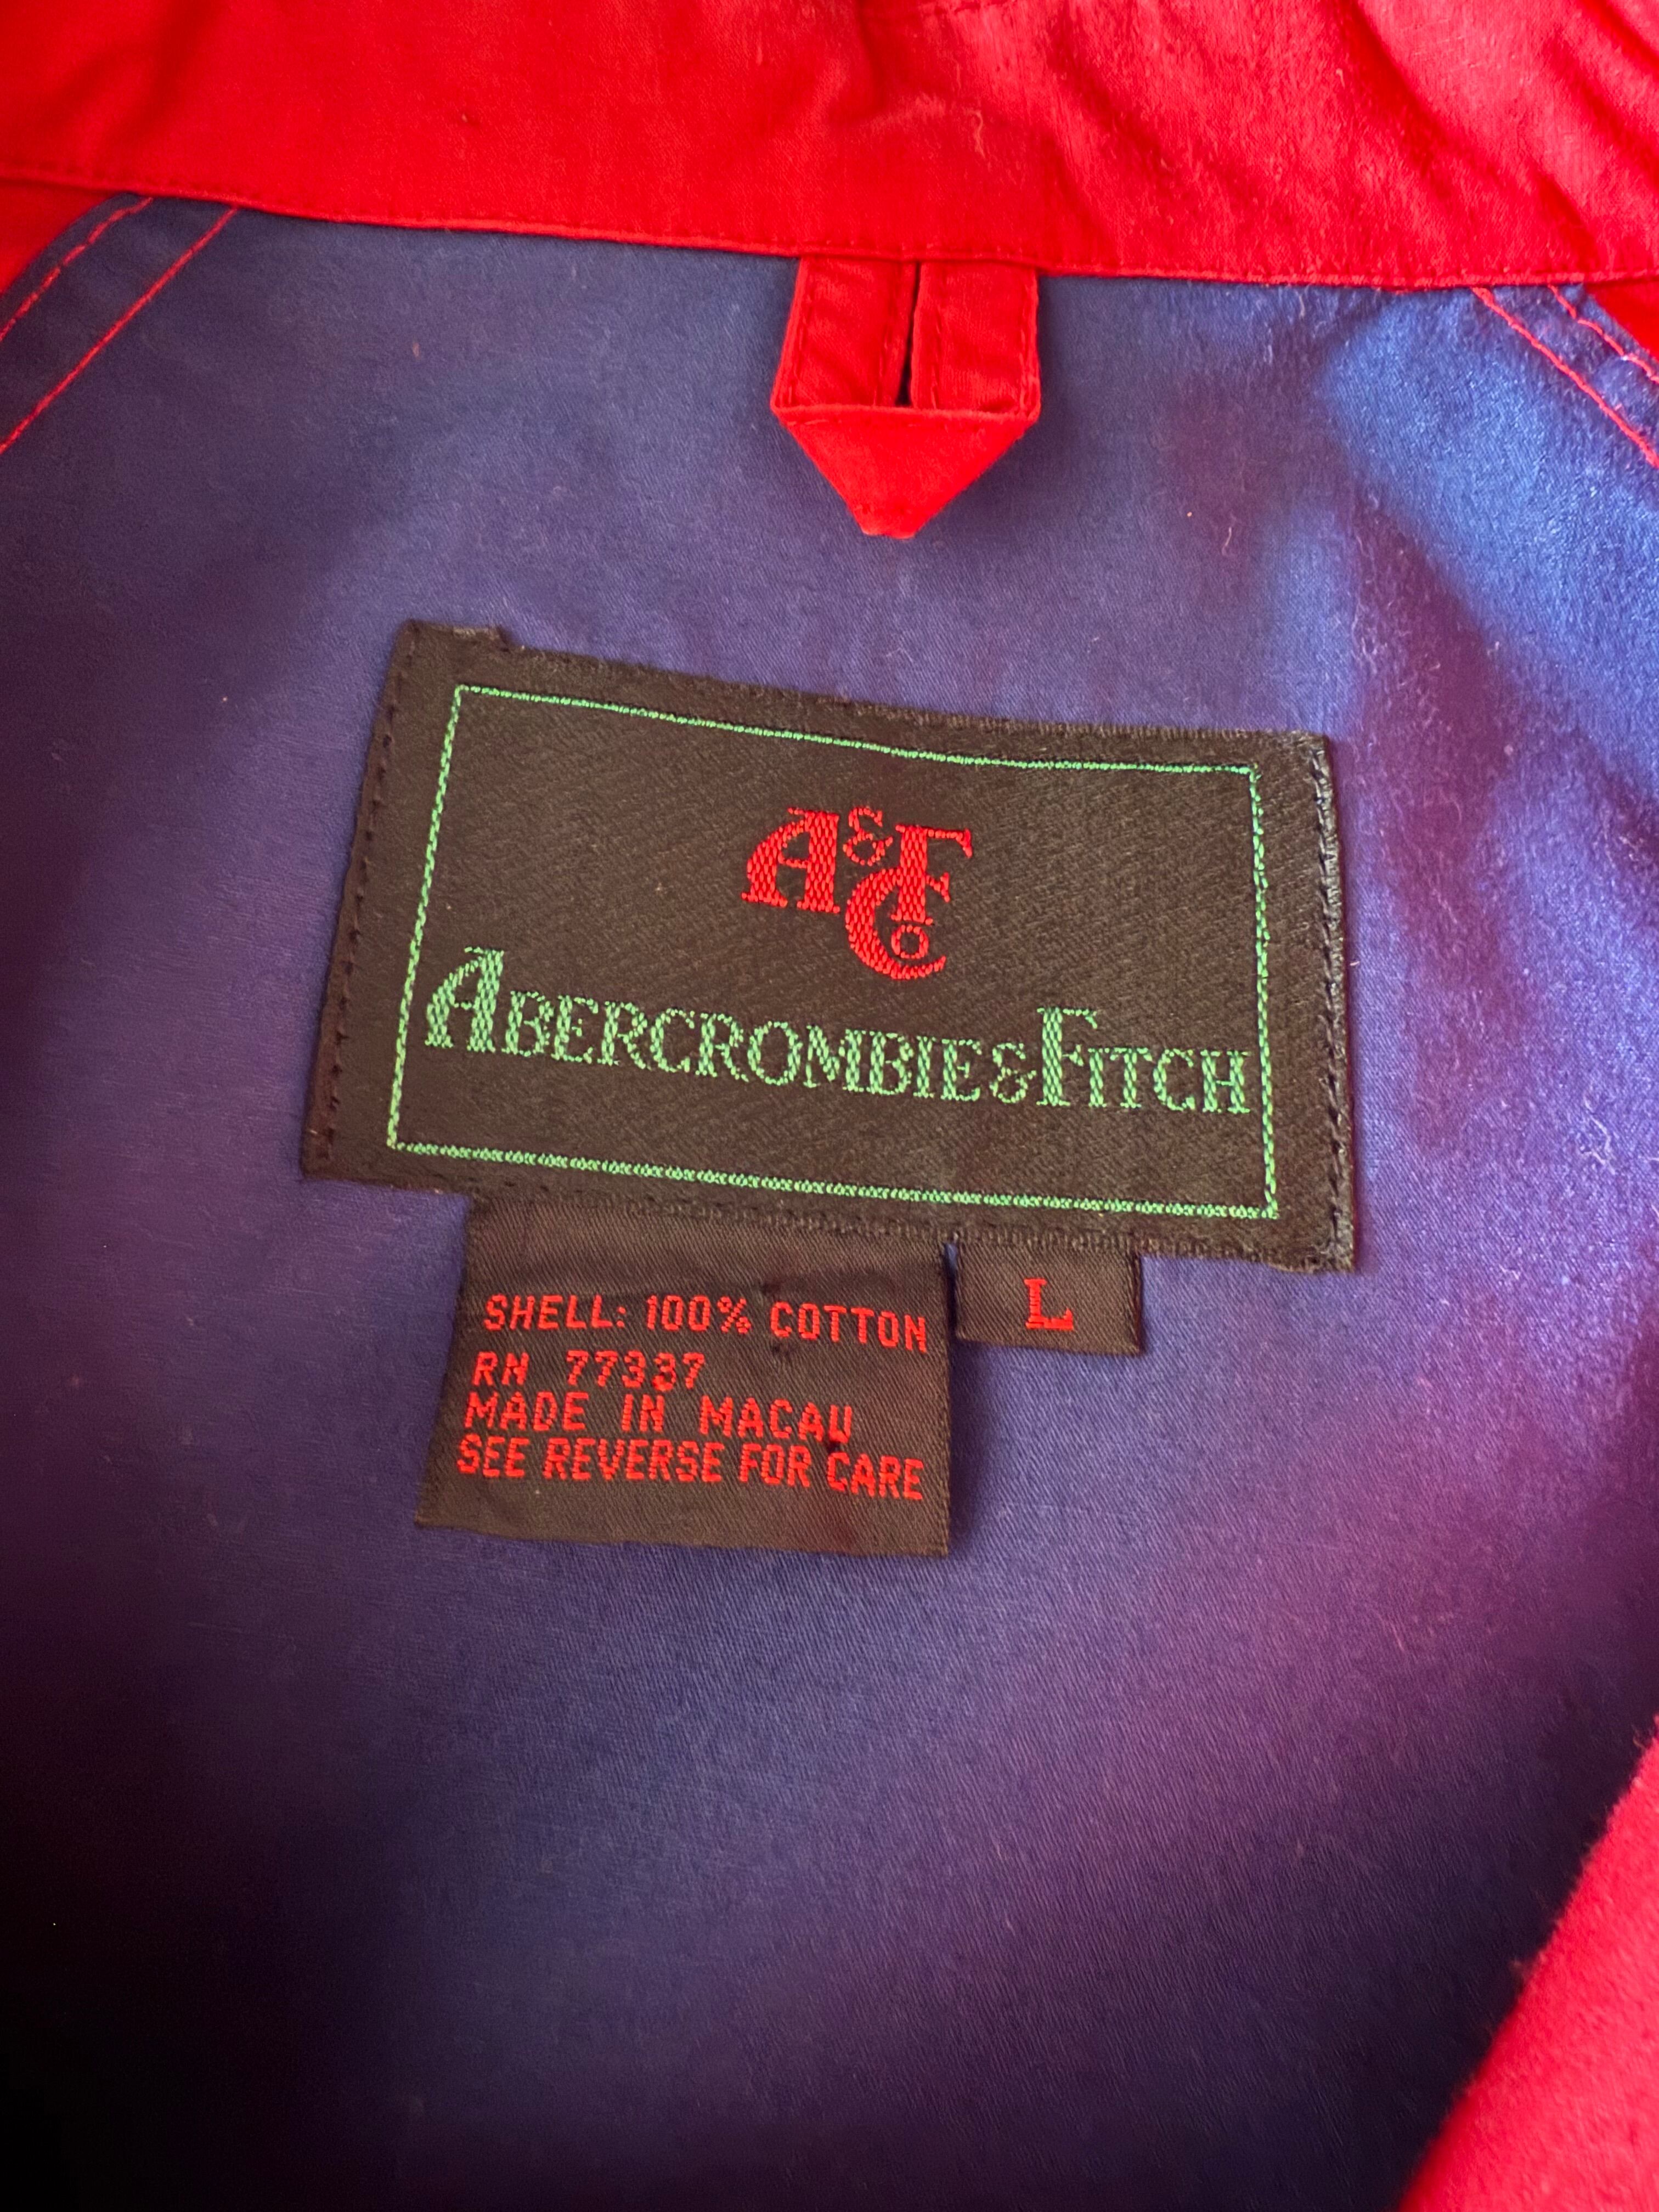 A&F
Co
ABERCROMBIE & FITCH
L
SHELL: 100% COTTON
RN 77337
MADE IN MACAU
SEE REVERSE FOR CARE